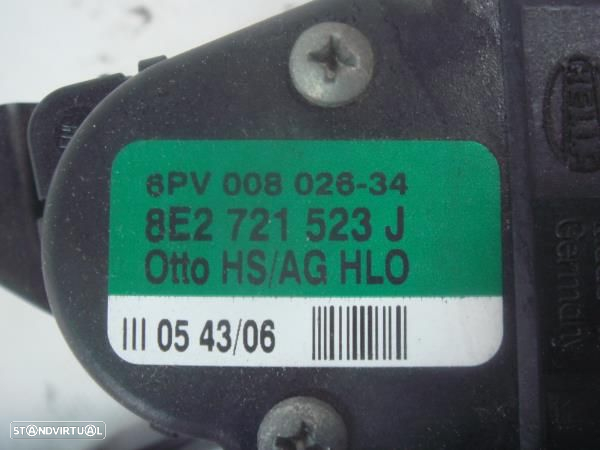 6PV 008 026-34
8E2 721 523 J
Otto HS/AG HLO
III 05 43/06
HELLA
Germany
STANDVIRTUAL